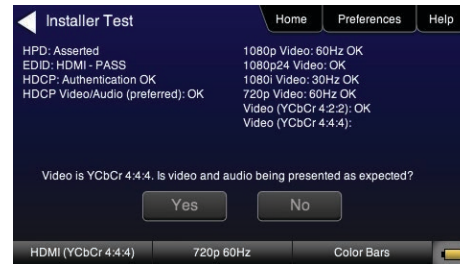 Installer Test
Home
Preferences
Help
HPD: Asserted
EDID: HDMI - PASS
HDCP: Authentication OK
HDCP Video/Audio (preferred): OK
1080p Video: 60Hz OK
1080p24 Video: OK
1080i Video: 30Hz OK
720p Video: 60Hz OK
Video (YCbCr 4:2:2): OK
Video (YCbCr 4:4:4):
Video is YCbCr 4:4:4. Is video and audio being presented as expected?
Yes
No
HDMI (YCbCr 4:4:4)
720p 60Hz
Color Bars